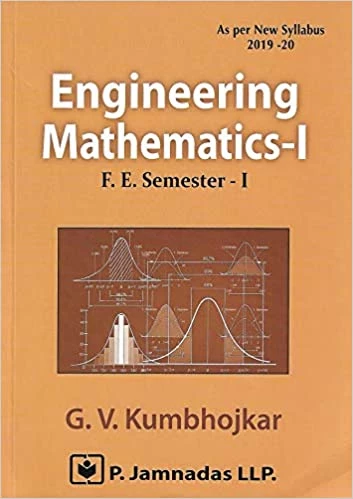 As per New Syllabus
2019 -20
Engineering
Mathematics-I
F. E. Semester - I
G. V. Kumbhojkar
P. Jamnadas LLP.